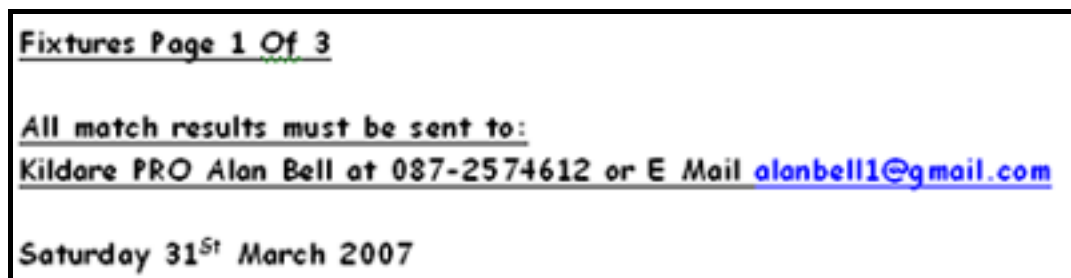 Fixtures Page 1 Of 3
All match results must be sent to:
Kildare PRO Alan Bell at 087-2574612 or E Mail alanbell1@gmail.com
Saturday 31St March 2007